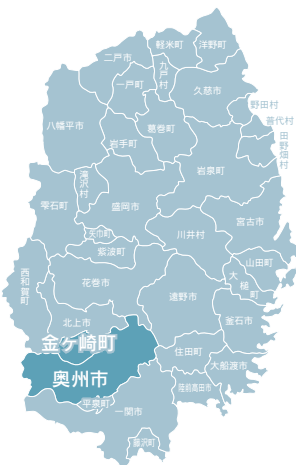 軽米町
洋野町
二戸市
九戸村
一戸町
久慈市
野田村
普代村
八幡平市
葛巻町
田野畑村
岩手町
岩泉町
滝沢村
雫石町
盛岡市
宮古市
矢巾町
川井村
紫波町
山田町
西和賀町
大槌町
花巻市
遠野市
北上市
釜石市
金ヶ崎町
住田町
大船渡市
奥州市
陸前高田市
平泉町
一関市
藤沢町